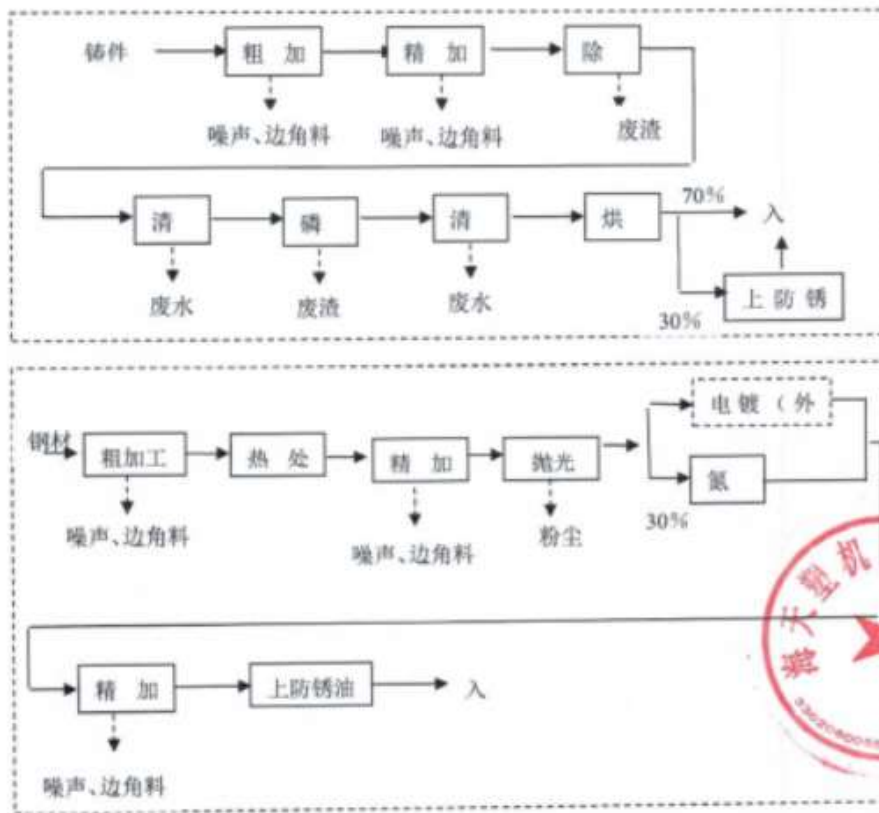 铸件 粗 加 精 加 除
噪声、边角料 噪声、边角料 废渣
清 磷 清 烘 70% 入
废水 废渣 废水 30% 上 防 锈
电 镀 ( 外
钢材 粗加工 热 处 精 加 抛光 氮
30%
噪声、边角料 噪声、边角料 粉尘
天塑机
精 加 上防锈油 入
噪声、边角料